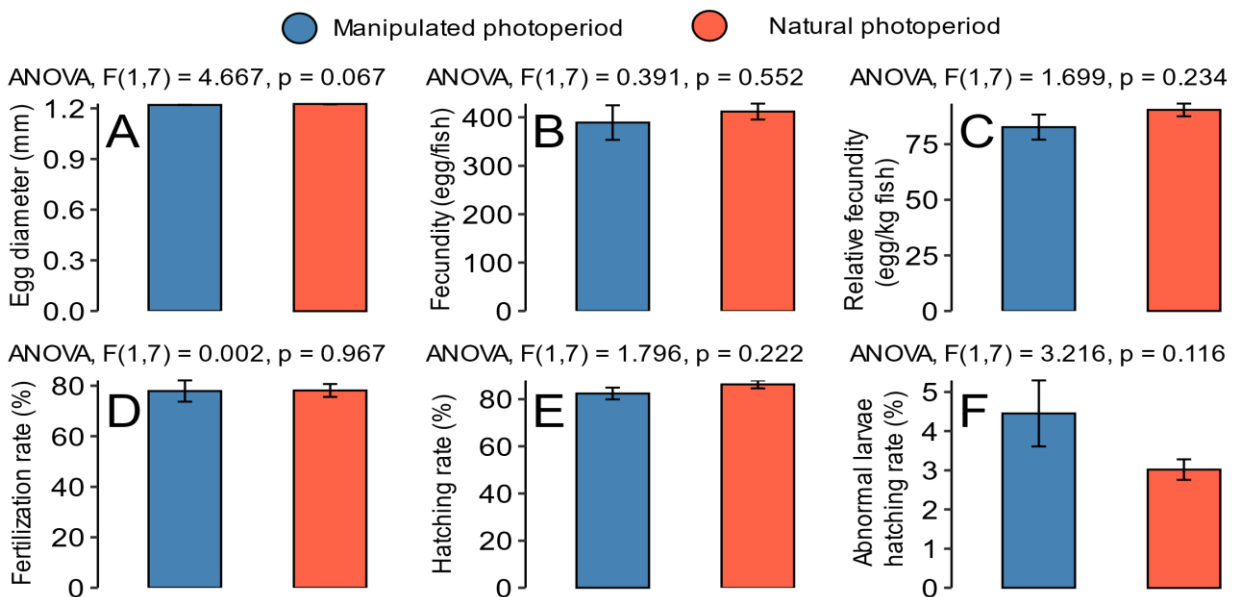 Manipulated photoperiod
Natural photoperiod
ANOVA, F(1,7) = 4.667, p = 0.067
Egg diameter (mm)
1.2
0.9
0.6
0.3
0.0
A
ANOVA, F(1,7) = 0.391, p = 0.552
Fecundity (egg/fish)
400
300
200
100
0
B
ANOVA, F(1,7) = 1.699, p = 0.234
Relative fecundity
(egg/kg fish)
75
50
25
0
C
ANOVA, F(1,7) = 0.002, p = 0.967
Fertilization rate (%)
80
60
40
20
0
D
ANOVA, F(1,7) = 1.796, p = 0.222
Hatching rate (%)
80
60
40
20
0
E
ANOVA, F(1,7) = 3.216, p = 0.116
Abnormal larvae
hatching rate (%)
5
4
3
2
1
0
F